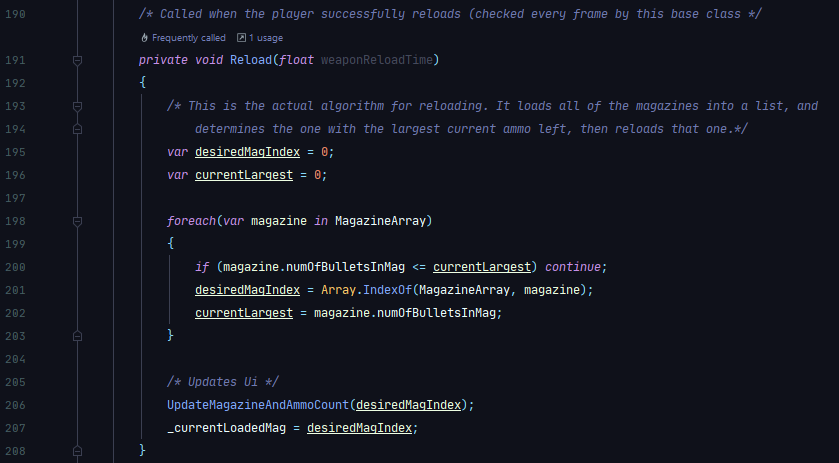 190 /* Called when the player successfully reloads (checked every frame by this base class */
Frequently called 1 usage
191 private void Reload(float weaponReloadTime)
192 {
193 /* This is the actual algorithm for reloading. It loads all of the magazines into a list, and
194 determines the one with the largest current ammo left, then reloads that one.*/
195 var desiredMagIndex = 0;
196 var currentLargest = 0;
197
198 foreach(var magazine in MagazineArray)
199 {
200 if (magazine.numOfBulletsInMag <= currentLargest) continue;
201 desiredMagIndex = Array.IndexOf(MagazineArray, magazine);
202 currentLargest = magazine.numOfBulletsInMag;
203 }
204
205 /* Updates Ui */
206 UpdateMagazineAndAmmoCount(desiredMagIndex);
207 _currentLoadedMag = desiredMagIndex;
208 }